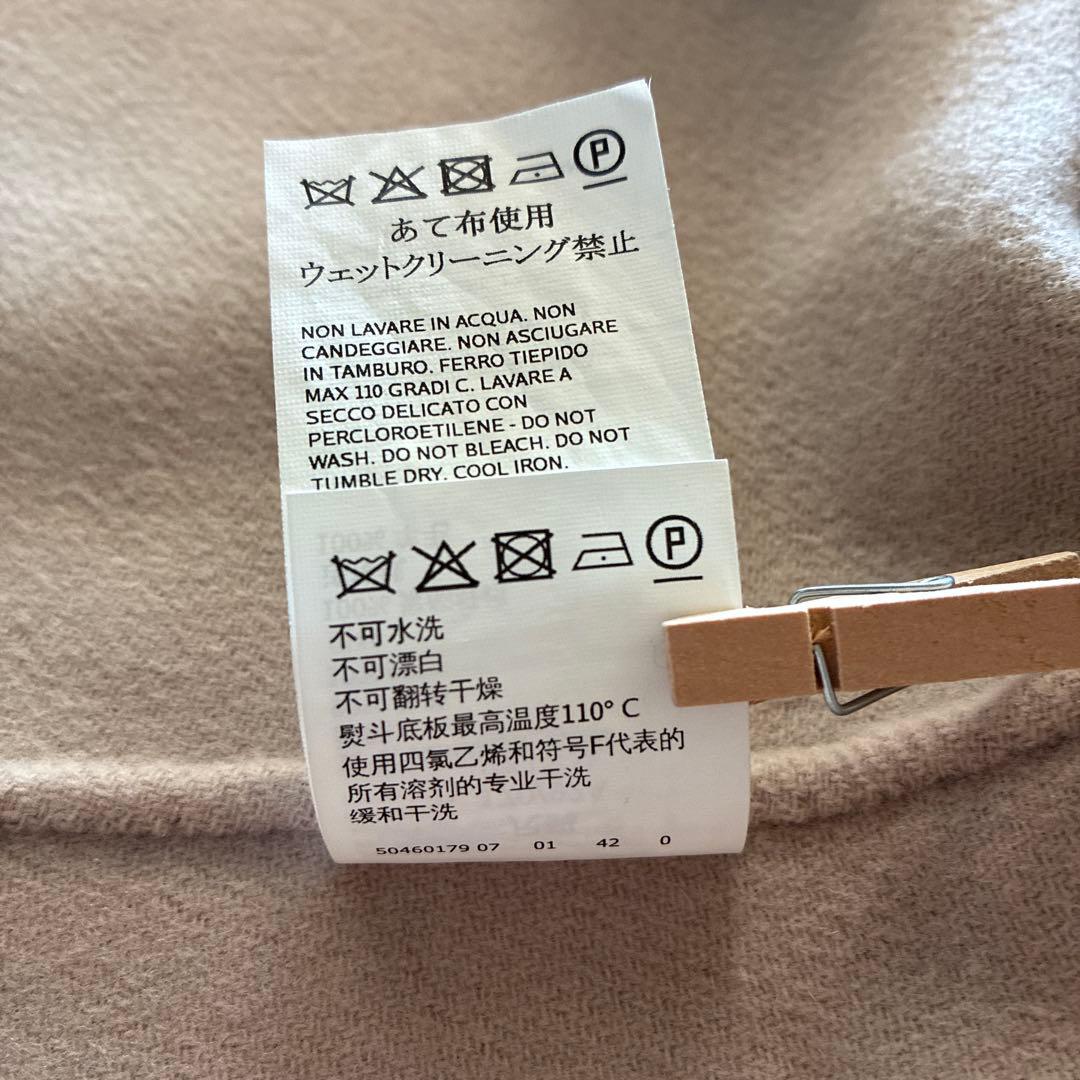 P
あて布使用
ウェットクリーニング禁止
NON LAVARE IN ACQUA. NON
CANDEGGIARE. NON ASCIUGARE
IN TAMBURO. FERRO TIEPIDO
MAX 110 GRADI C. LAVARE A
SECCO DELICATO CON
PERCLOROETILENE - DO NOT
WASH. DO NOT BLEACH. DO NOT
TUMBLE DRY. COOL IRON.
P
不可水洗
不可漂白
不可翻转干燥
熨斗底板最高温度110° C
使用四氯乙烯和符号F代表的
所有溶剂的专业干洗
缓和干洗
50460179 07 01 42 0